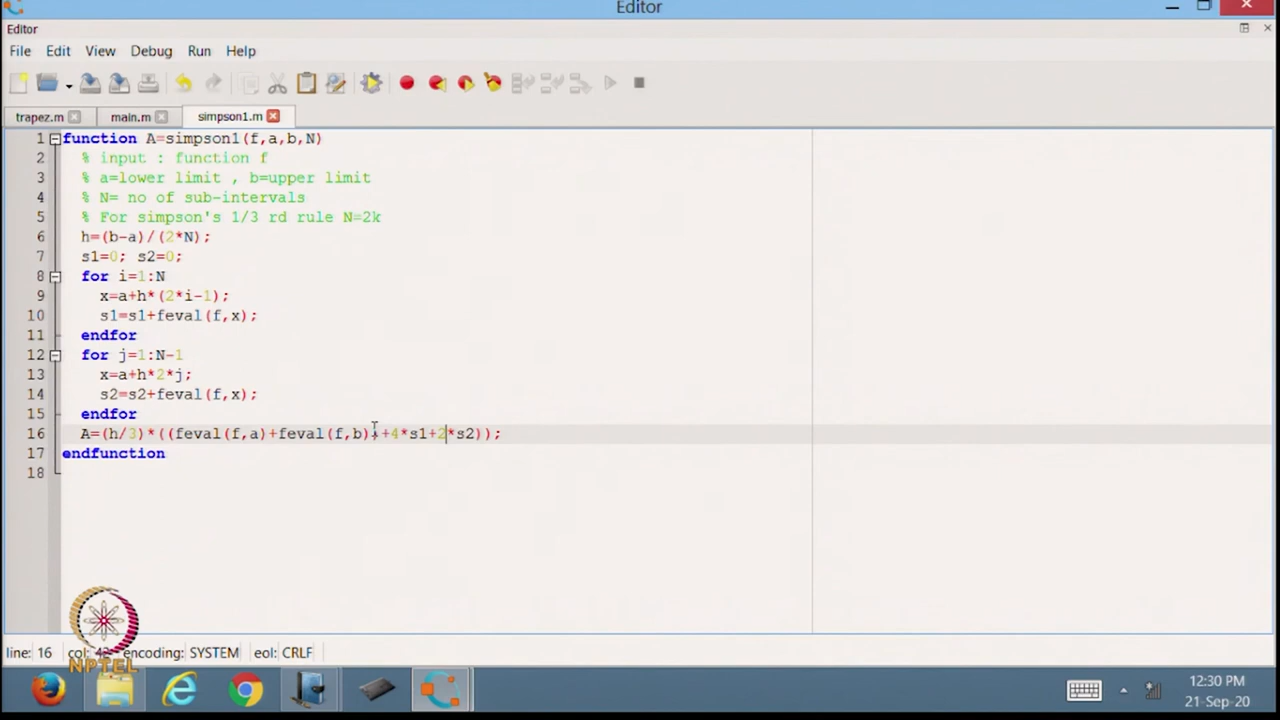 Editor
Editor
File Edit View Debug Run Help
trapez.m main.m simpson1.m
1 function A=simpson1(f,a,b,N)
2 % input : function f
3 % a=lower limit , b=upper limit
4 % N= no of sub-intervals
5 % For simpson's 1/3 rd rule N=2k
6 h=(b-a)/(2*N);
7 s1=0; s2=0;
8 for i=1:N
9 x=a+h*(2*i-1);
10 s1=s1+feval(f,x);
11 endfor
12 for j=1:N-1
13 x=a+h*2*j;
14 s2=s2+feval(f,x);
15 endfor
16 A=(h/3)*((feval(f,a)+feval(f,b))+4*s1+2*s2));
17 endfunction
18
line: 16 col: 42 encoding: SYSTEM eol: CRLF
NPTEL
12:30 PM
21-Sep-20